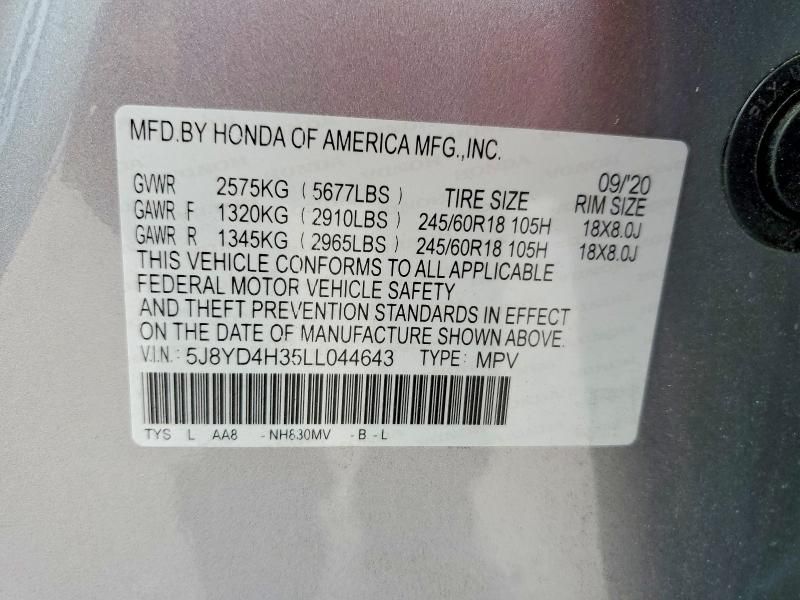 MFD.BY HONDA OF AMERICA MFG.,INC.
09/'20
GVWR 2575KG (5677LBS) TIRE SIZE RIM SIZE
GAWR F 1320KG (2910LBS) 245/60R18 105H 18X8.0J
GAWR R 1345KG (2965LBS) 245/60R18 105H 18X8.0J
THIS VEHICLE CONFORMS TO ALL APPLICABLE
FEDERAL MOTOR VEHICLE SAFETY
AND THEFT PREVENTION STANDARDS IN EFFECT
ON THE DATE OF MANUFACTURE SHOWN ABOVE.
V.I.N.: 5J8YD4H35LL044643 TYPE: MPV
TYS L AA8 -NH830MV -B-L